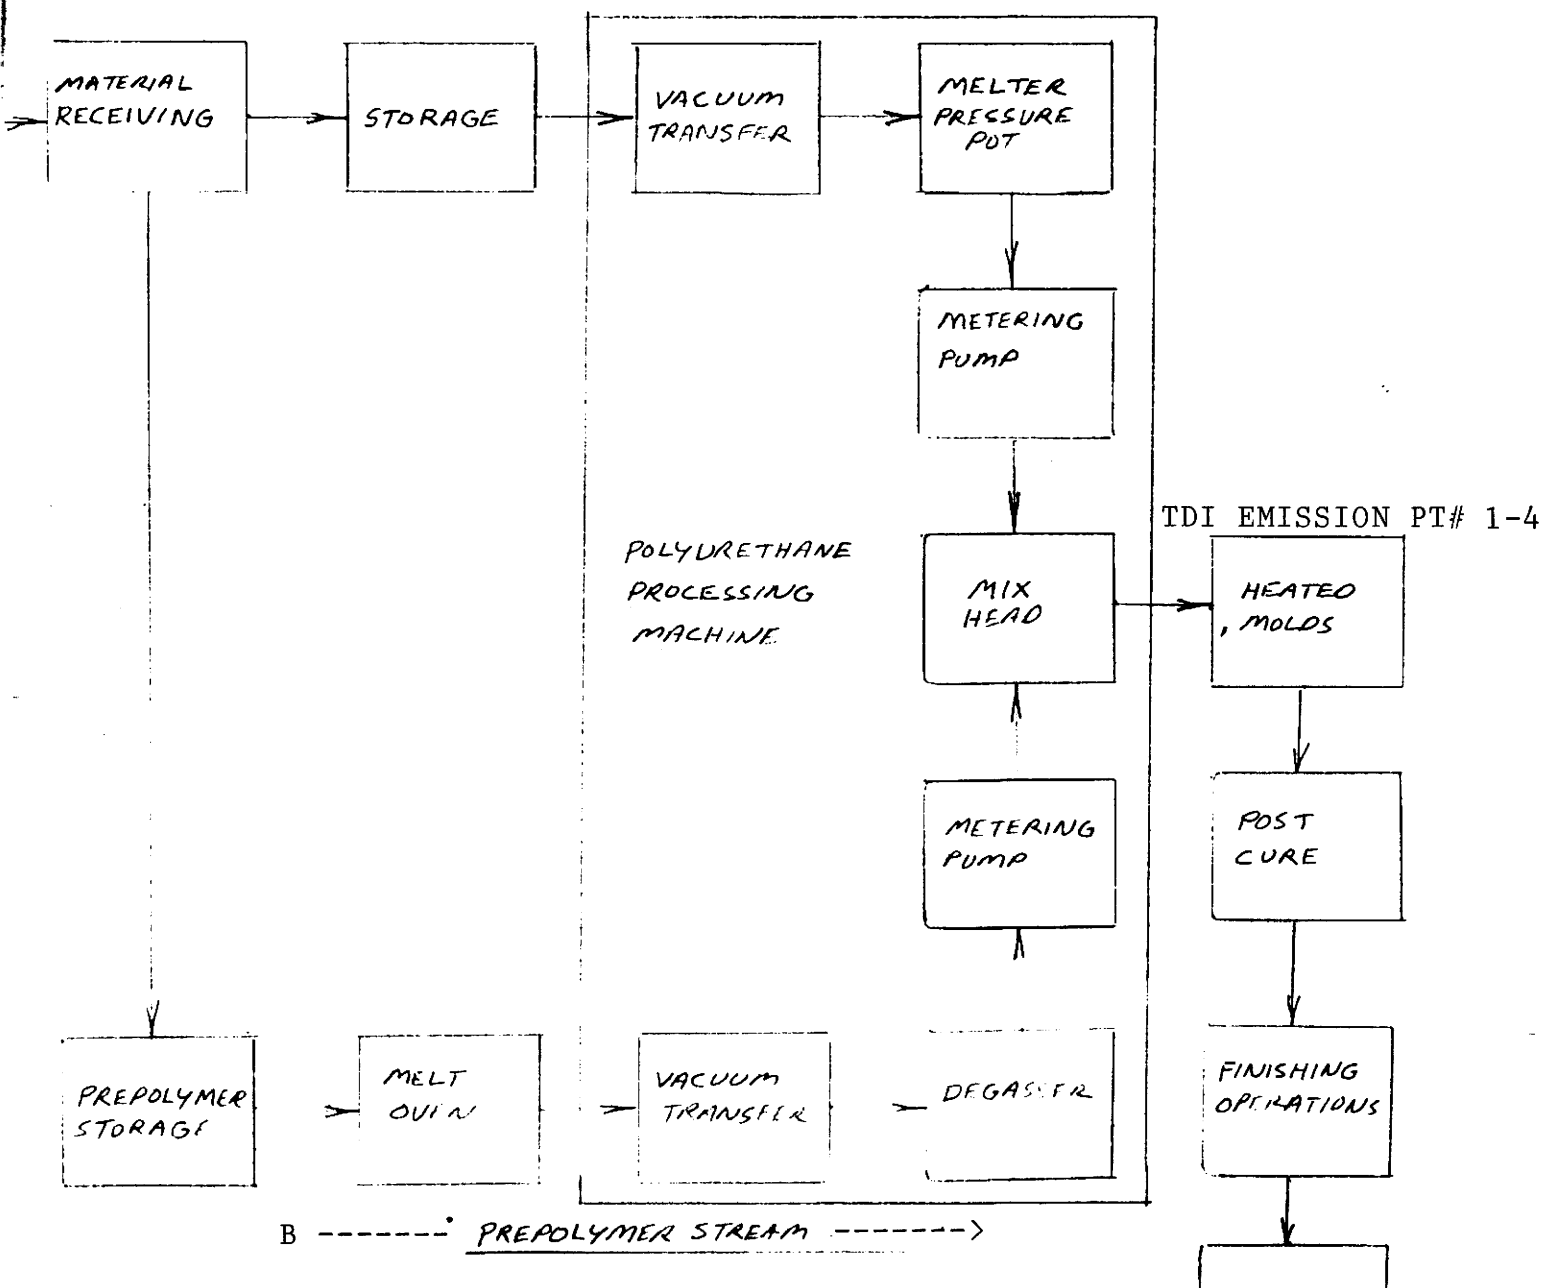 MATERIAL
RECEIVING
STORAGE
VACUUM
TRANSFER
MELTER
PRESSURE
POT
METERING
PUMP
TDI EMISSION PT# 1-4
POLYURETHANE
PROCESSING
MACHINE
MIX
HEAD
HEATED
MOLDS
METERING
PUMP
POST
CURE
PREPOLYMER
STORAGE
MELT
OVEN
VACUUM
TRANSFER
DEGASSER
FINISHING
OPERATIONS
B -------- PREPOLYMER STREAM -------->